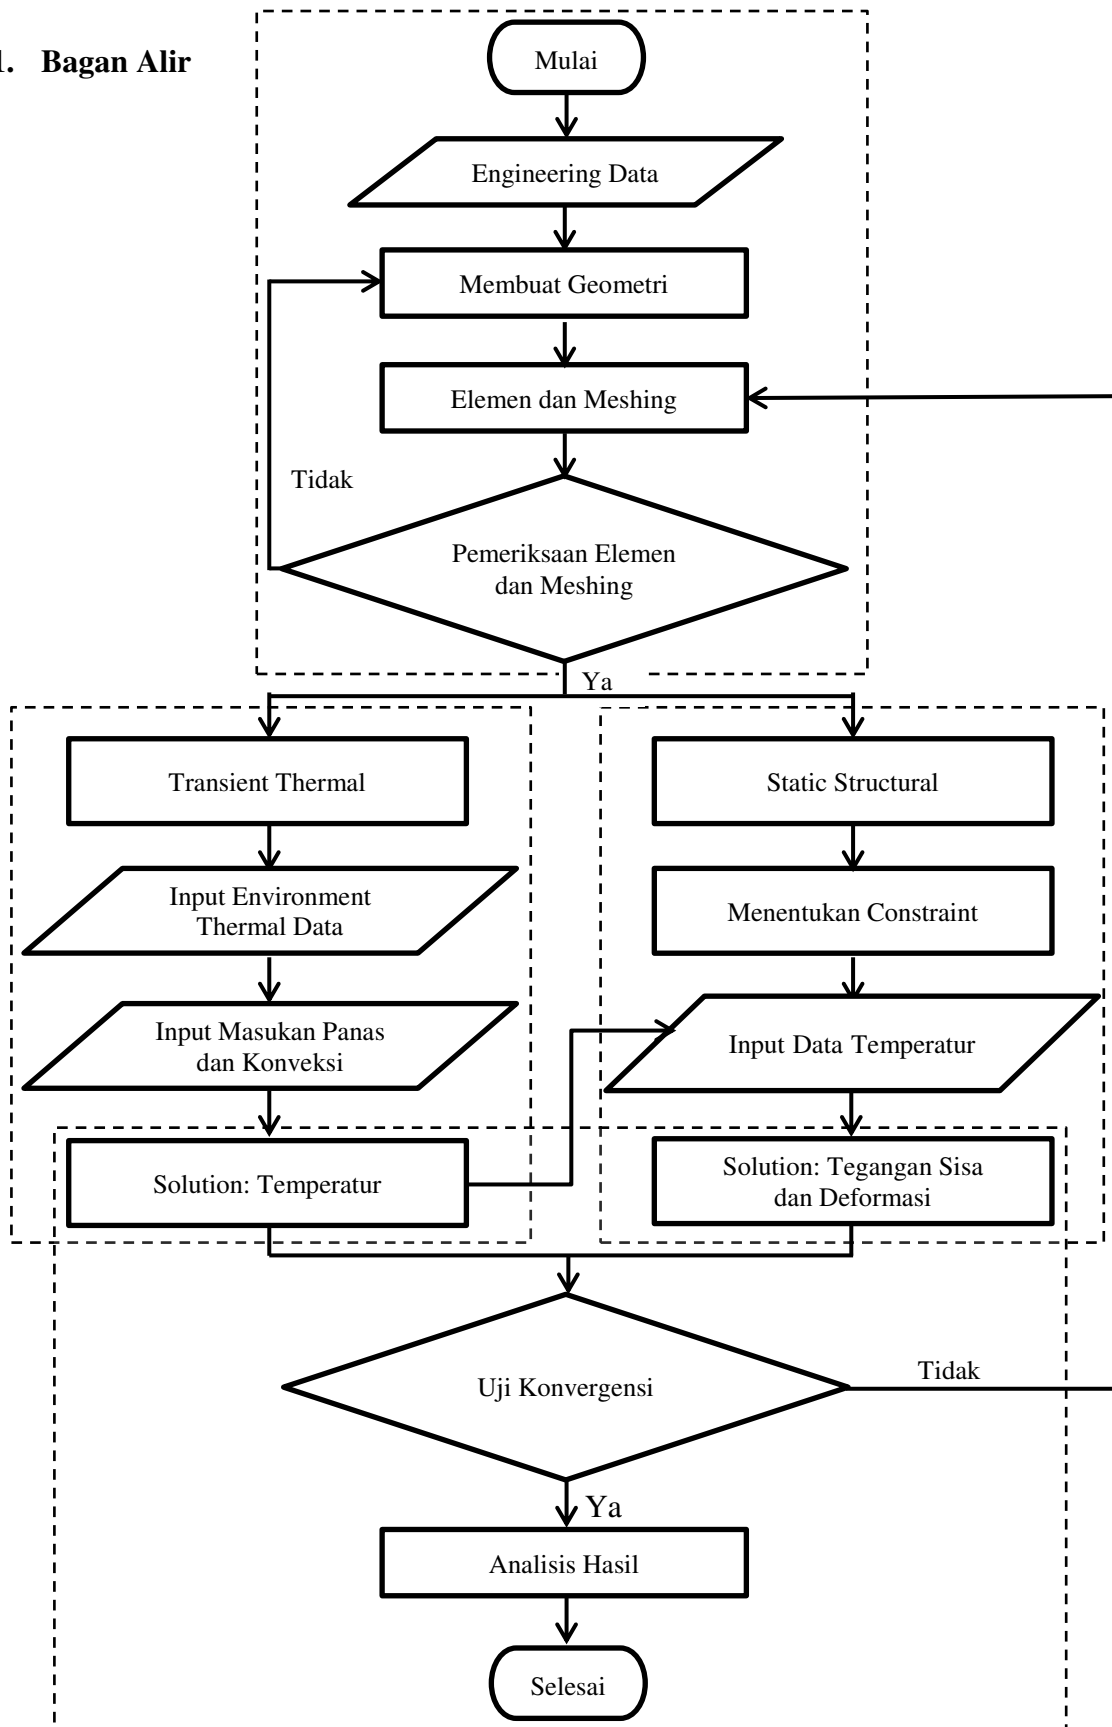 1. Bagan Alir
Mulai
Engineering Data
Membuat Geometri
Elemen dan Meshing
Tidak
Pemeriksaan Elemen
dan Meshing
Ya
Transient Thermal
Static Structural
Input Environment
Thermal Data
Menentukan Constraint
Input Masukan Panas
dan Konveksi
Input Data Temperatur
Solution: Temperatur
Solution: Tegangan Sisa
dan Deformasi
Uji Konvergensi
Tidak
Ya
Analisis Hasil
Selesai